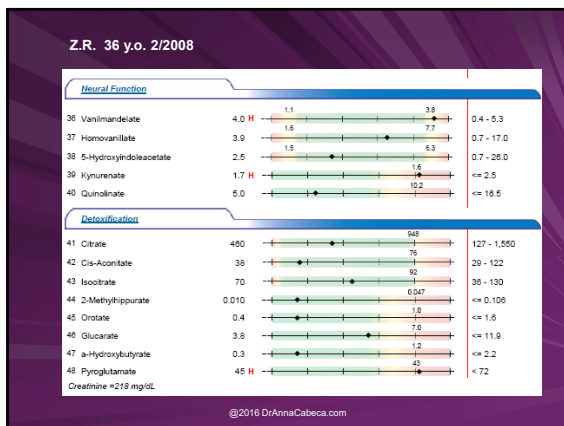 Z.R. 36 y.o. 2/2008
Neural Function
1.1 3.8
36 Vanilmandelate 4.0 H 0.4 - 5.3
1.6 7.7
37 Homovanillate 3.9 0.7 - 17.0
1.5 6.3
38 5-Hydroxyindoleacetate 2.5 0.7 - 26.0
1.6
39 Kynurenate 1.7 H <= 2.5
10.2
40 Quinolinate 5.0 <= 16.5
Detoxification
948
41 Citrate 460 127 - 1,550
76
42 Cis-Aconitate 38 29 - 122
92
43 Isocitrate 70 36 - 130
0.047
44 2-Methylhippurate 0.010 <= 0.106
1.0
45 Orotate 0.4 <= 1.6
7.0
46 Glucarate 3.8 <= 11.9
1.2
47 a-Hydroxybutyrate 0.3 <= 2.2
43
48 Pyroglutamate 45 H < 72
Creatinine =218 mg/dL
@2016 DrAnnaCabeca.com